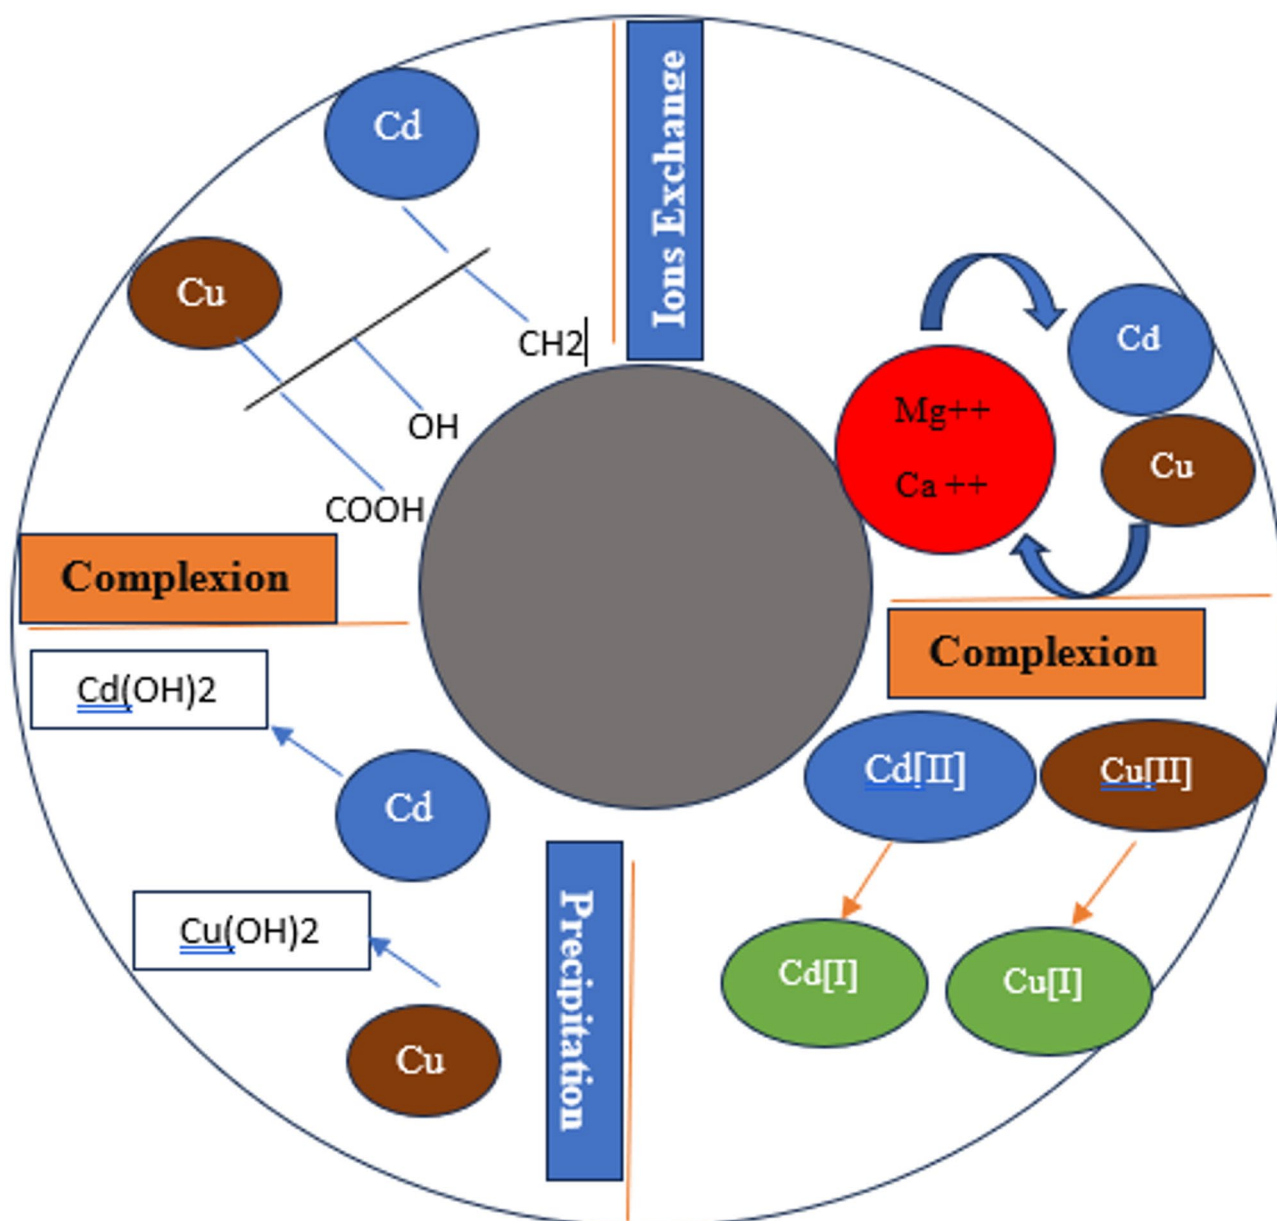 Ions Exchange
Cd
Cu
CH2
OH
COOH
Complexion
Cd
Cu
Mg++
Ca ++
Complexion
Cd[II]
Cu[II]
Cd[I]
Cu[I]
Cd(OH)2
Cd
Cu(OH)2
Cu
Precipitation